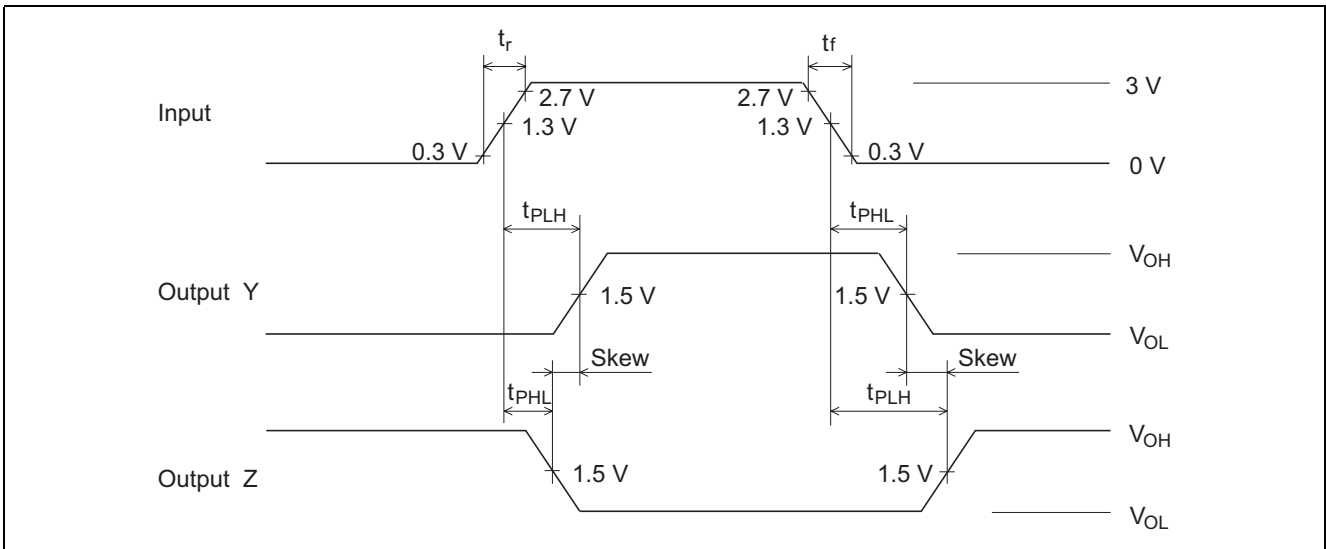 tr tf
3 V
2.7 V 2.7 V
Input
1.3 V 1.3 V
0.3 V 0.3 V
0 V
tPLH tPHL
VOH
Output Y 1.5 V 1.5 V
VOL
Skew Skew
tPHL tPLH
VOH
Output Z 1.5 V 1.5 V
VOL